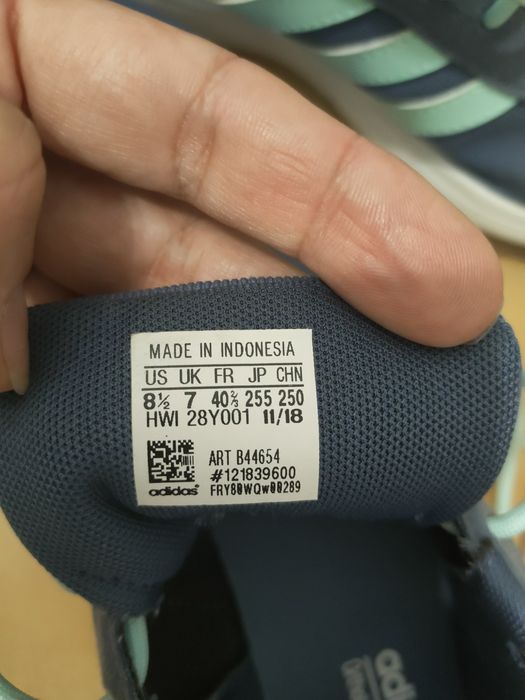 MADE IN INDONESIA
US UK FR JP CHN
8½ 7 40⅔ 255 250
HWI 28Y001 11/18
ART B44654
#121839600
adidas FRY80WQw00289